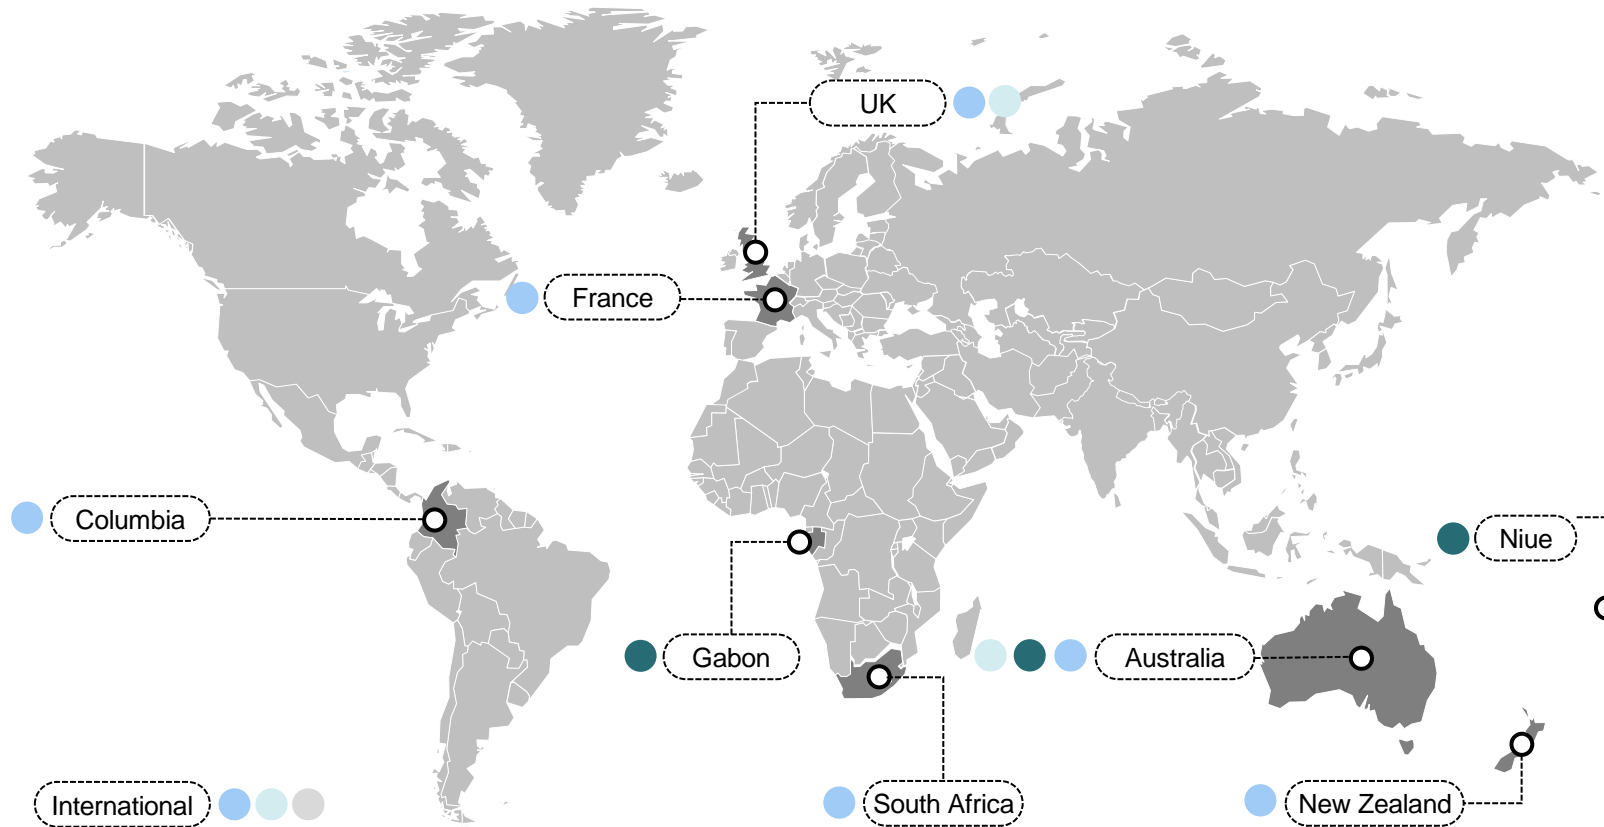 UK
France
Columbia
Niue
Gabon
Australia
International
South Africa
New Zealand